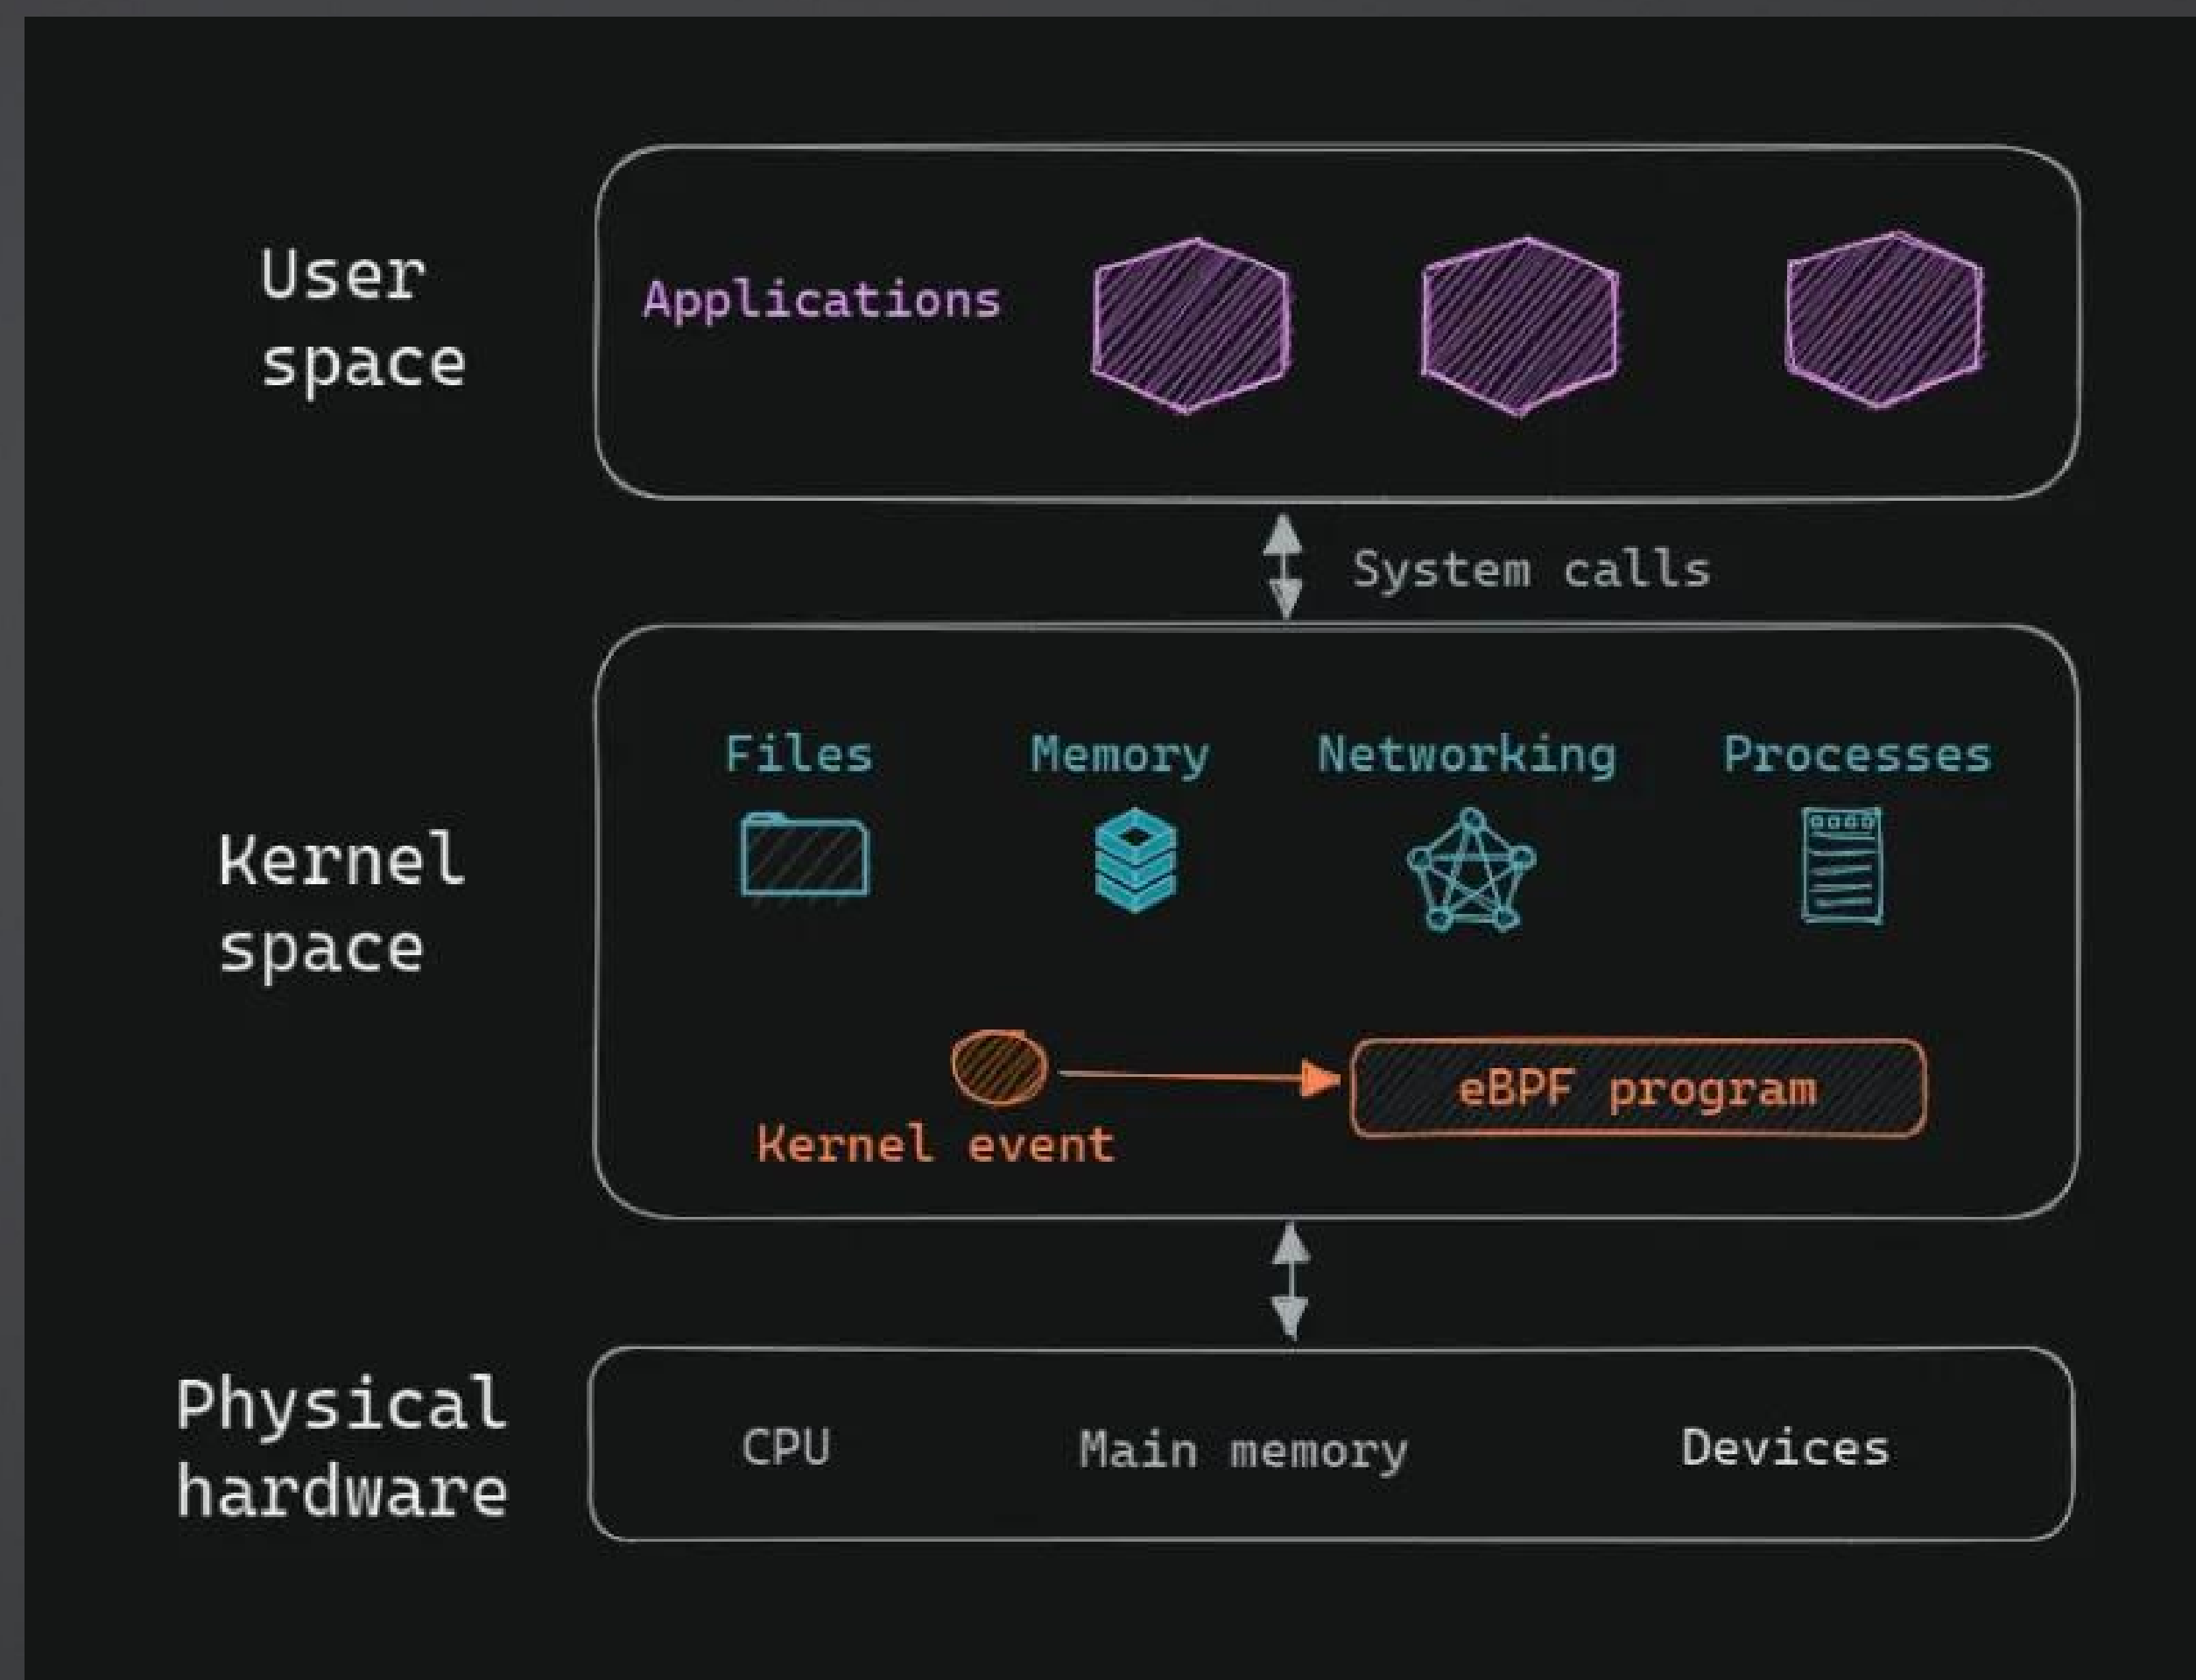 User
space
Applications
System calls
Kernel
space
Files
Memory
Networking
Processes
Kernel event
eBPF program
Physical
hardware
CPU
Main memory
Devices